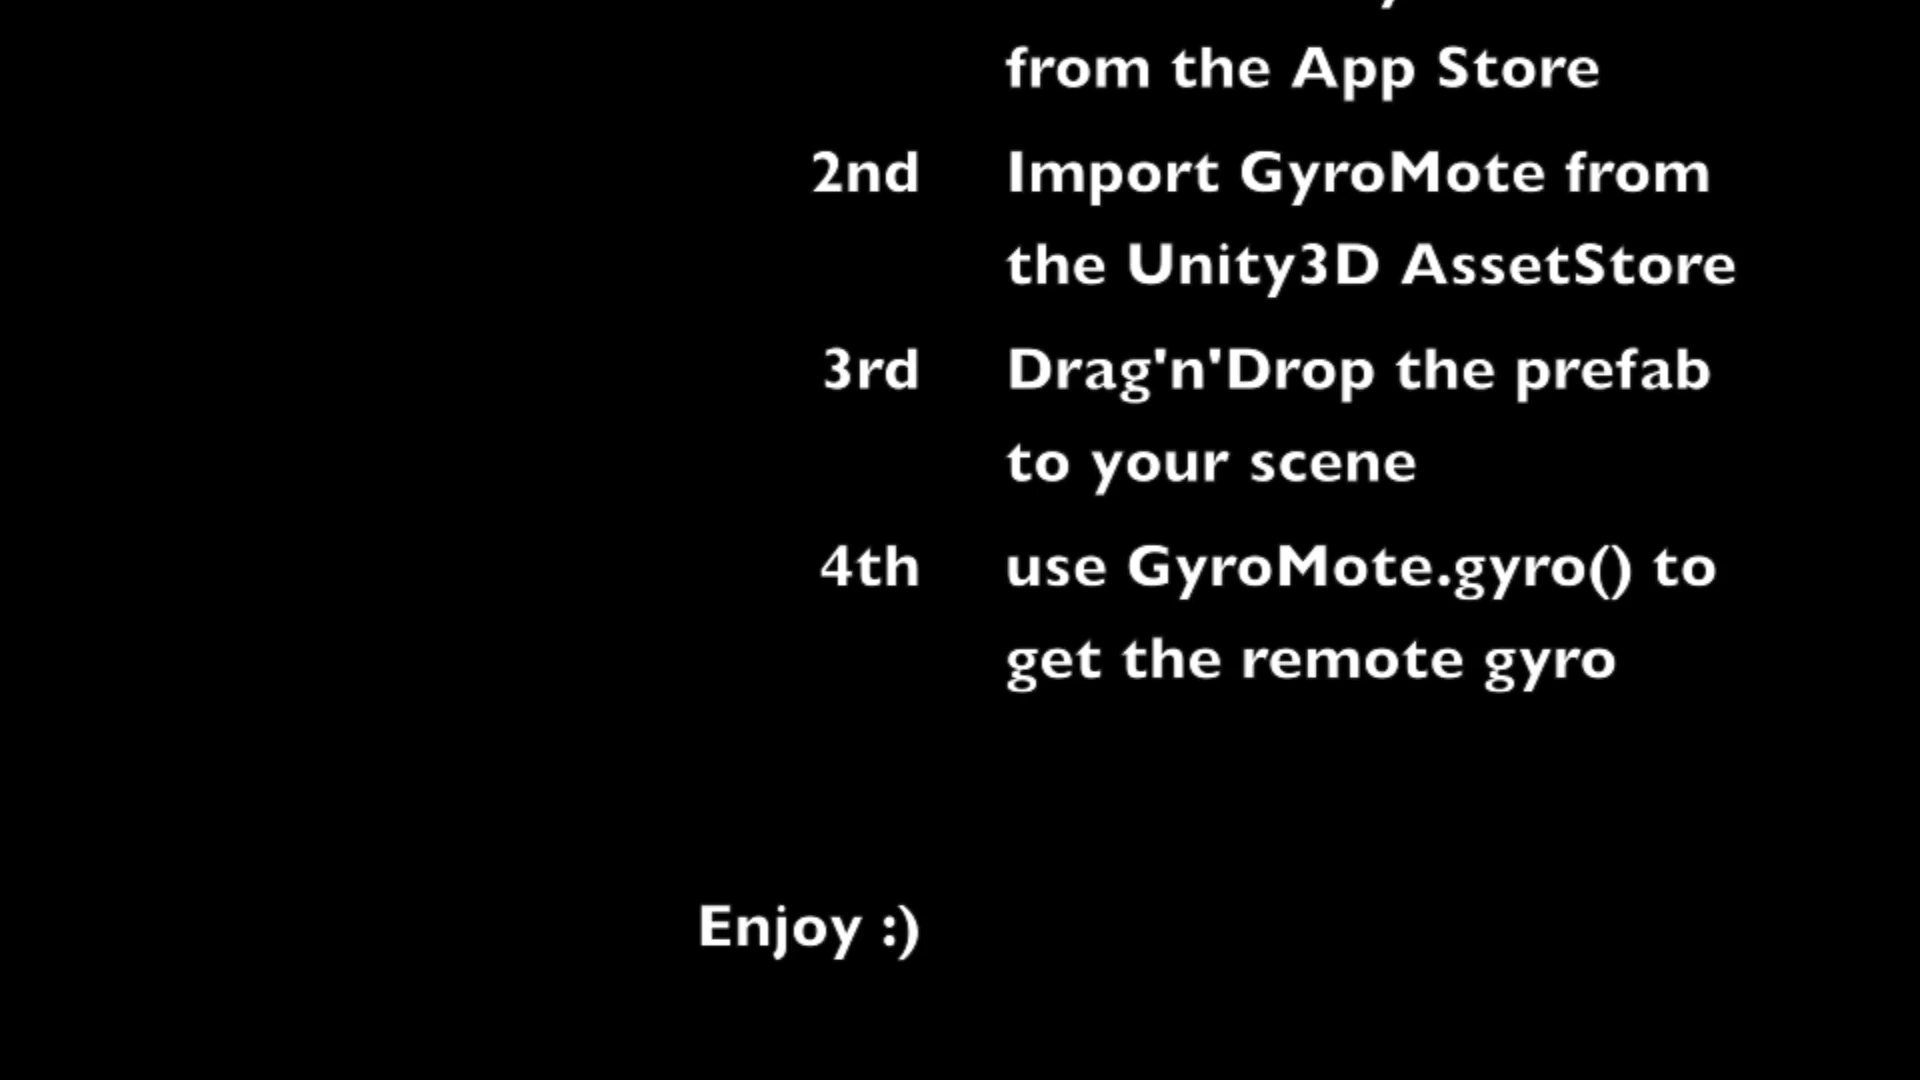 from the App Store
2nd Import GyroMote from
the Unity3D AssetStore
3rd Drag'n'Drop the prefab
to your scene
4th use GyroMote.gyro() to
get the remote gyro
Enjoy :)